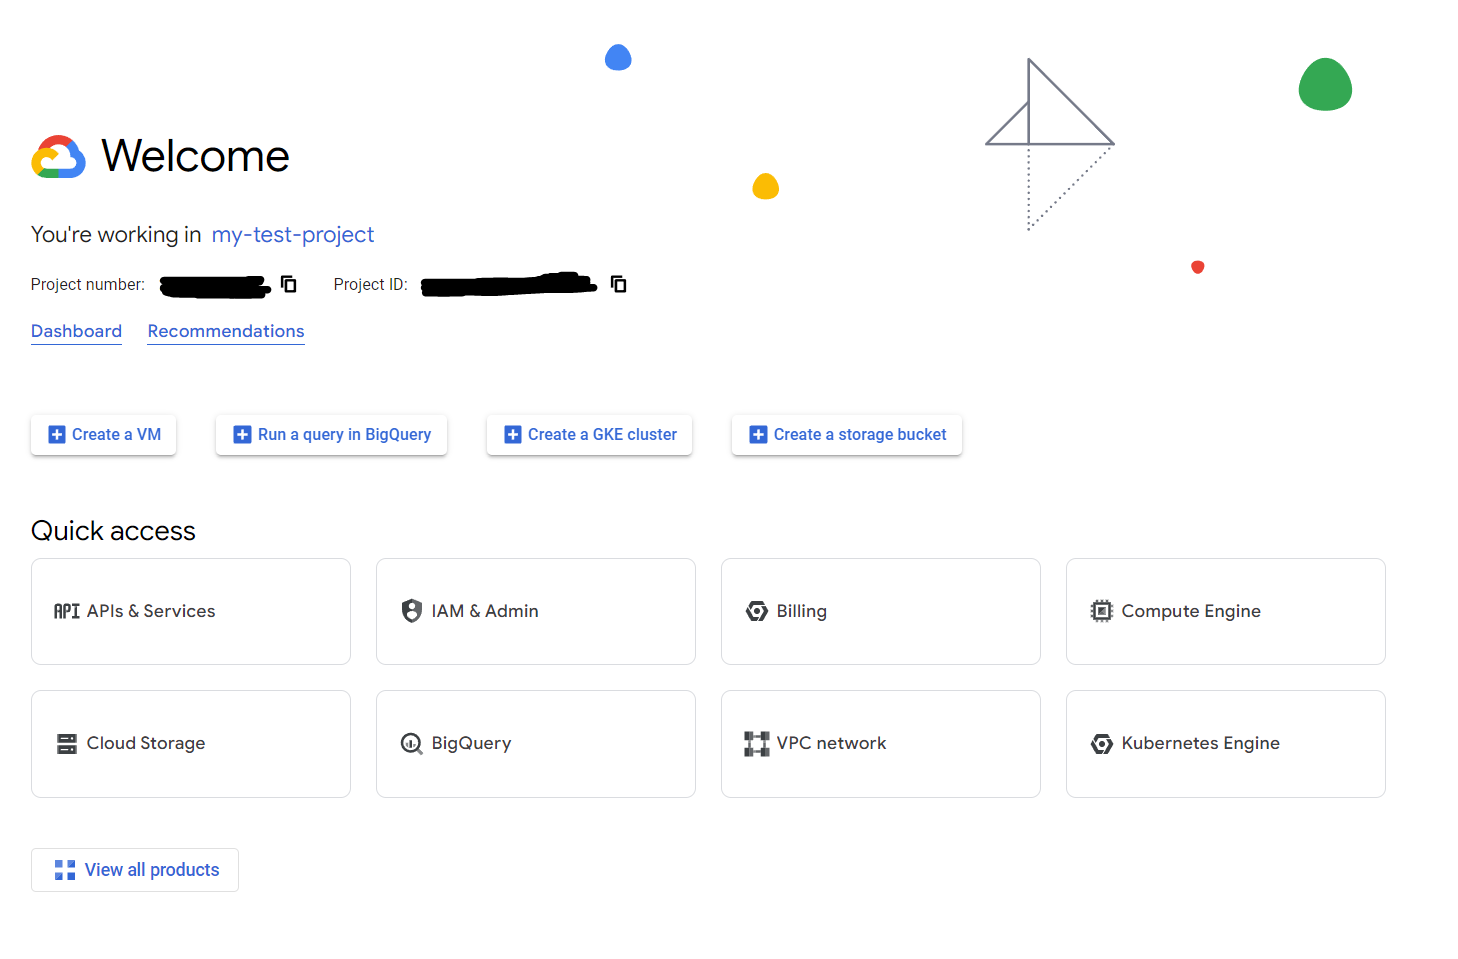 Welcome
You're working in my-test-project
Project number: Project ID:
Dashboard Recommendations
Create a VM Run a query in BigQuery Create a GKE cluster Create a storage bucket
Quick access
API APIs & Services IAM & Admin Billing Compute Engine
Cloud Storage BigQuery VPC network Kubernetes Engine
View all products